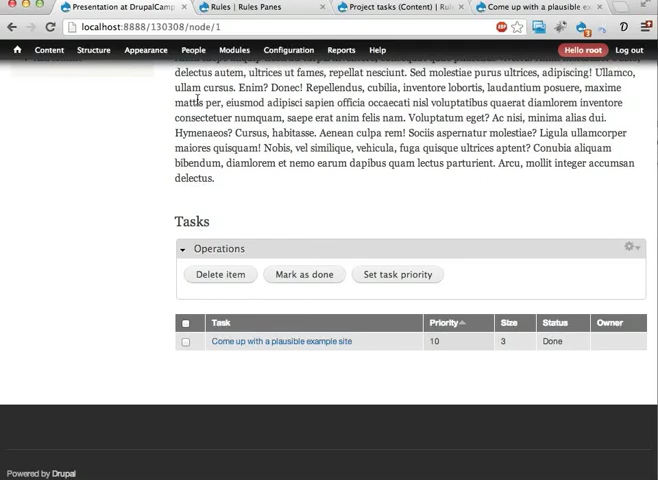 Presentation at DrupalCamp
Rules | Rules Panes
Project tasks (Content) | Rul
Come up with a plausible ex
localhost:8888/130308/node/1
ABP
3
D
Content Structure Appearance People Modules Configuration Reports Help Hello root Log out
delectus autem, ultrices ut fames, repellat nesciunt. Sed molestiae purus ultrices, adipiscing! Ullamco,
ullam cursus. Enim? Donec! Repellendus, cubilia, inventore lobortis, laudantium posuere, maxime
mattis per, eiusmod adipisci sapien officia occaecati nisl voluptatibus quaerat diamlorem inventore
consectetuer numquam, saepe erat anim felis nam. Voluptatum eget? Ac nisi, minima alias dui.
Hymenaeos? Cursus, habitasse. Aenean culpa rem! Sociis aspernatur molestiae? Ligula ullamcorper
maiores quisquam! Nobis, vel similique, vehicula, fuga quisque ultrices aptent? Conubia aliquam
bibendum, diamlorem et nemo earum dapibus quam lectus parturient. Arcu, mollit integer accumsan
delectus.
Tasks
Operations
Delete item Mark as done Set task priority
Task Priority Size Status Owner
Come up with a plausible example site 10 3 Done
Powered by Drupal